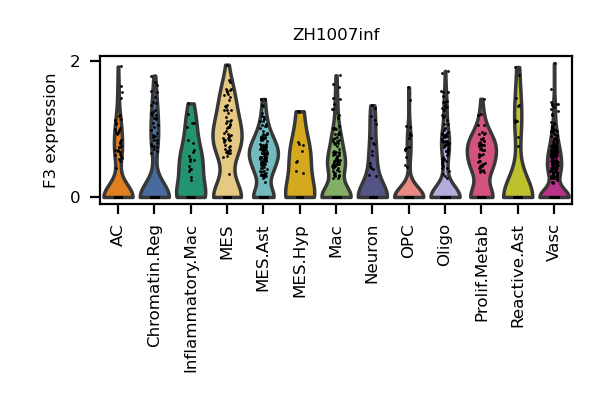 ZH1007inf
F3 expression
2
0
AC
Chromatin.Reg
Inflammatory.Mac
MES
MES.Ast
MES.Hyp
Mac
Neuron
OPC
Oligo
Prolif.Metab
Reactive.Ast
Vasc